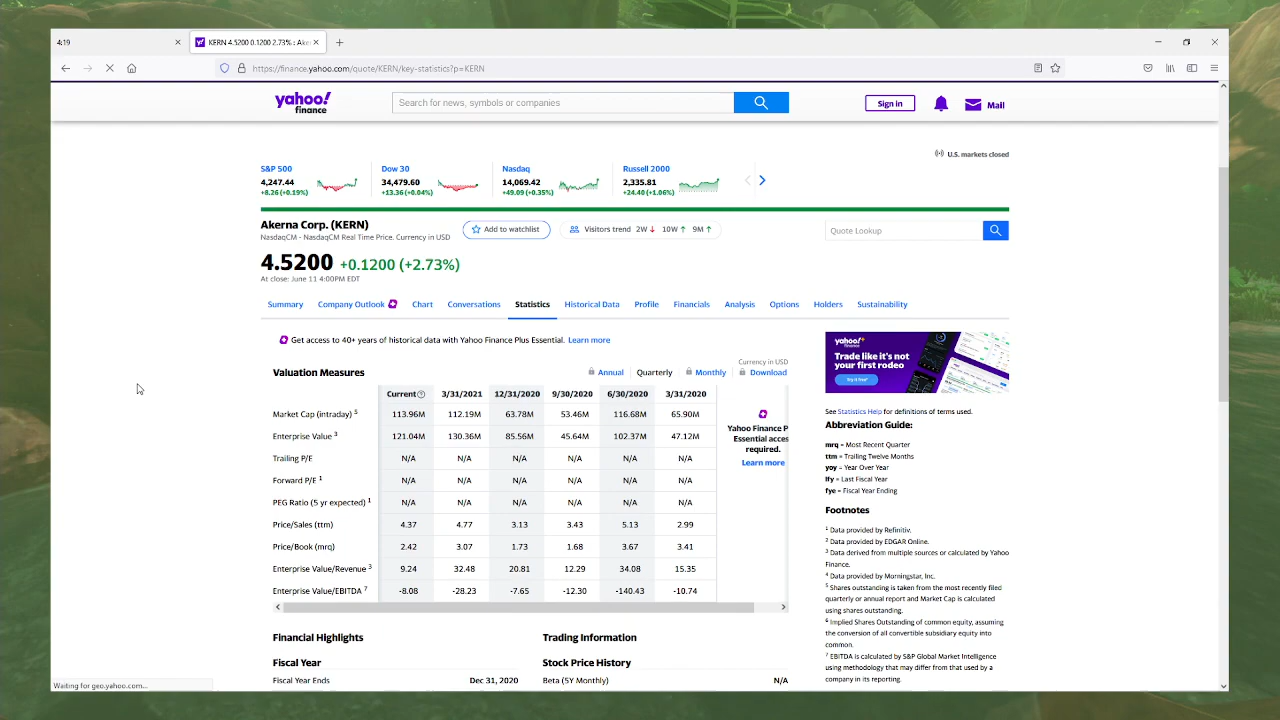 4:19
KERN 4.5200 0.1200 2.73% : Ake
https://finance.yahoo.com/quote/KERN/key-statistics?p=KERN
yahoo!
finance
Search for news, symbols or companies
Sign in
Mail
U.S. markets closed
S&P 500
4,247.44
+8.26 (+0.19%)
Dow 30
34,479.60
+13.36 (+0.04%)
Nasdaq
14,069.42
+49.09 (+0.35%)
Russell 2000
2,335.81
+24.40 (+1.06%)
Akerna Corp. (KERN)
NasdaqCM - NasdaqCM Real Time Price. Currency in USD
Add to watchlist
Visitors trend 2W ↓ 10W ↑ 9M ↑
Quote Lookup
4.5200 +0.1200 (+2.73%)
At close: June 11 4:00PM EDT
Summary Company Outlook Chart Conversations Statistics Historical Data Profile Financials Analysis Options Holders Sustainability
Get access to 40+ years of historical data with Yahoo Finance Plus Essential. Learn more
Currency in USD
Valuation Measures
Annual Quarterly Monthly Download
Current 3/31/2021 12/31/2020 9/30/2020 6/30/2020 3/31/2020
Market Cap (intraday) 5 113.96M 112.19M 63.78M 53.46M 116.68M 65.90M
Enterprise Value 3 121.04M 130.36M 85.56M 45.64M 102.37M 47.12M
Trailing P/E N/A N/A N/A N/A N/A N/A
Forward P/E 1 N/A N/A N/A N/A N/A N/A
PEG Ratio (5 yr expected) 1 N/A N/A N/A N/A N/A N/A
Price/Sales (ttm) 4.37 4.77 3.13 3.43 5.13 2.99
Price/Book (mrq) 2.42 3.07 1.73 1.68 3.67 3.41
Enterprise Value/Revenue 3 9.24 32.48 20.81 12.29 34.08 15.35
Enterprise Value/EBITDA 7 -8.08 -28.23 -7.65 -12.30 -140.43 -10.74
Yahoo Finance P
Essential acces
required.
Learn more
Financial Highlights
Fiscal Year
Fiscal Year Ends Dec 31, 2020
Trading Information
Stock Price History
Beta (5Y Monthly) N/A
yahoo!
finance
Trade like it's not
your first rodeo
Try it free*
See Statistics Help for definitions of terms used.
Abbreviation Guide:
mrq = Most Recent Quarter
ttm = Trailing Twelve Months
yoy = Year Over Year
lfy = Last Fiscal Year
fye = Fiscal Year Ending
Footnotes
1 Data provided by Refinitiv.
2 Data provided by EDGAR Online.
3 Data derived from multiple sources or calculated by Yahoo
Finance.
4 Data provided by Morningstar, Inc.
5 Shares outstanding is taken from the most recently filed
quarterly or annual report and Market Cap is calculated
using shares outstanding.
6 Implied Shares Outstanding of common equity, assuming
the conversion of all convertible subsidiary equity into
common.
7 EBITDA is calculated by S&P Global Market Intelligence
using methodology that may differ from that used by a
company in its reporting.
Waiting for geo.yahoo.com...